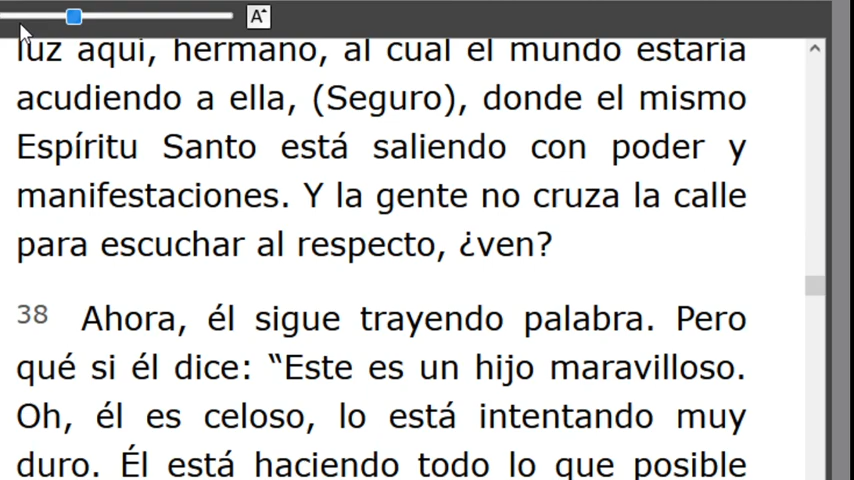 A
luz aquí, hermano, al cual el mundo estaría
acudiendo a ella, (Seguro), donde el mismo
Espíritu Santo está saliendo con poder y
manifestaciones. Y la gente no cruza la calle
para escuchar al respecto, ¿ven?
38 Ahora, él sigue trayendo palabra. Pero
qué si él dice: “Este es un hijo maravilloso.
Oh, él es celoso, lo está intentando muy
duro. Él está haciendo todo lo que posible